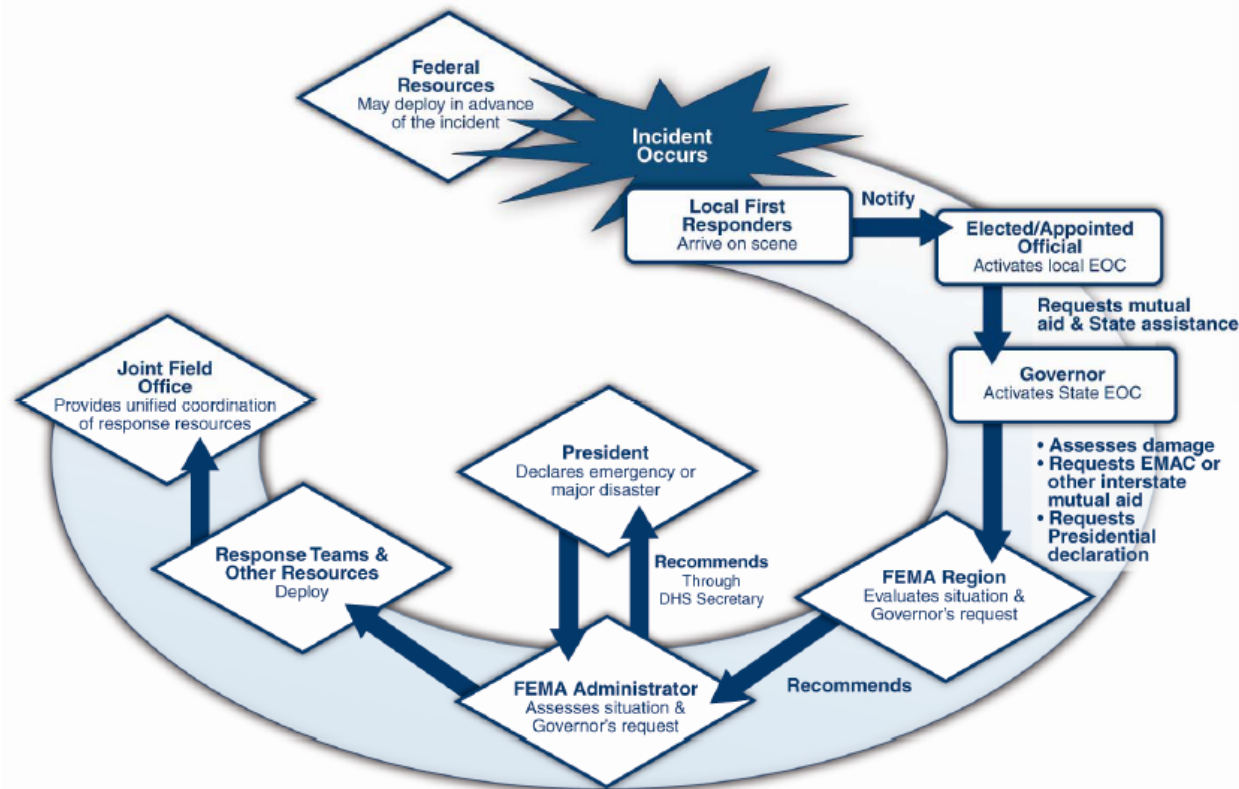 Federal
Resources
May deploy in advance
of the incident
Incident
Occurs
Local First
Responders
Arrive on scene
Notify
Elected/Appointed
Official
Activates local EOC
Requests mutual
aid & State assistance
Governor
Activates State EOC
• Assesses damage
• Requests EMAC or
other interstate
mutual aid
• Requests
Presidential
declaration
FEMA Region
Evaluates situation &
Governor's request
Recommends
FEMA Administrator
Assesses situation &
Governor's request
Recommends
Through
DHS Secretary
President
Declares emergency or
major disaster
Response Teams &
Other Resources
Deploy
Joint Field
Office
Provides unified coordination
of response resources